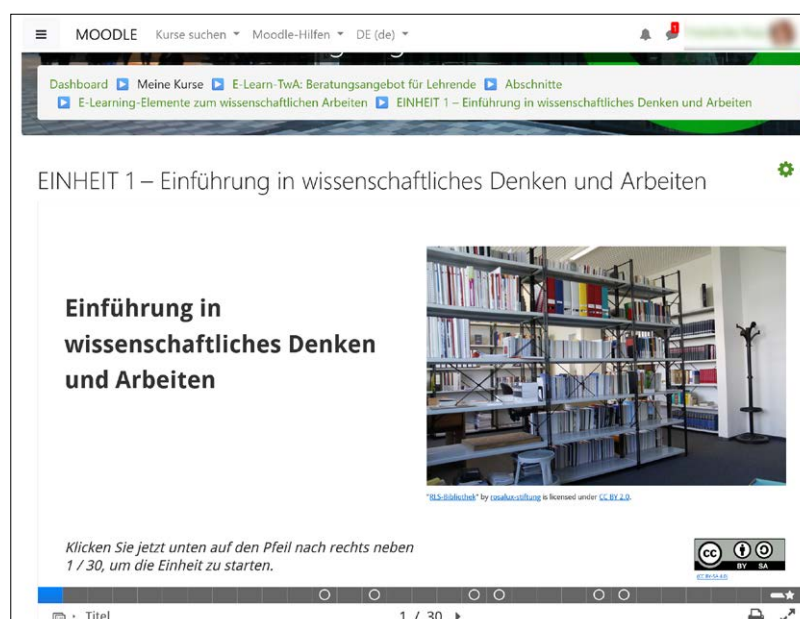 MOODLE Kurse suchen Moodle-Hilfen DE (de) 1
Dashboard Meine Kurse E-Learn-TwA: Beratungsangebot für Lehrende Abschnitte
E-Learning-Elemente zum wissenschaftlichen Arbeiten EINHEIT 1 – Einführung in wissenschaftliches Denken und Arbeiten
EINHEIT 1 – Einführung in wissenschaftliches Denken und Arbeiten
Einführung in
wissenschaftliches Denken
und Arbeiten
"RLS-Bibliothek" by rosalux-stiftung is licensed under CC BY 2.0.
Klicken Sie jetzt unten auf den Pfeil nach rechts neben
1 / 30, um die Einheit zu starten.
cc BY SA
Titel 1 / 30